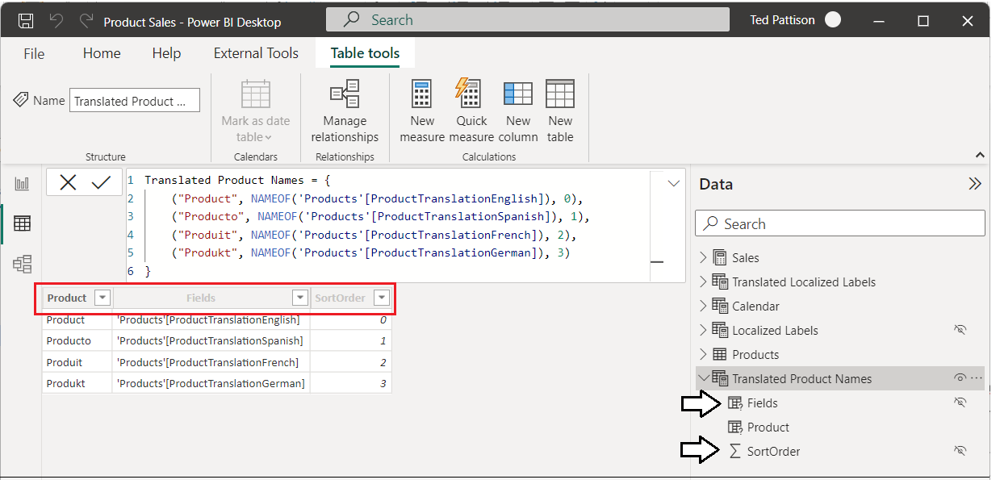 Product Sales - Power BI Desktop
Search
Ted Pattison
File Home Help External Tools Table tools
Name Translated Product ...
Mark as date table
Manage relationships
New measure
Quick measure
New column
New table
Structure Calendars Relationships Calculations
1 Translated Product Names = {
2 ("Product", NAMEOF('Products'[ProductTranslationEnglish]), 0),
3 ("Producto", NAMEOF('Products'[ProductTranslationSpanish]), 1),
4 ("Produit", NAMEOF('Products'[ProductTranslationFrench]), 2),
5 ("Produkt", NAMEOF('Products'[ProductTranslationGerman]), 3)
6 }
Product Fields SortOrder
Product 'Products'[ProductTranslationEnglish] 0
Producto 'Products'[ProductTranslationSpanish] 1
Produit 'Products'[ProductTranslationFrench] 2
Produkt 'Products'[ProductTranslationGerman] 3
Data
Search
Sales
Translated Localized Labels
Calendar
Localized Labels
Products
Translated Product Names ...
Fields
Product
SortOrder